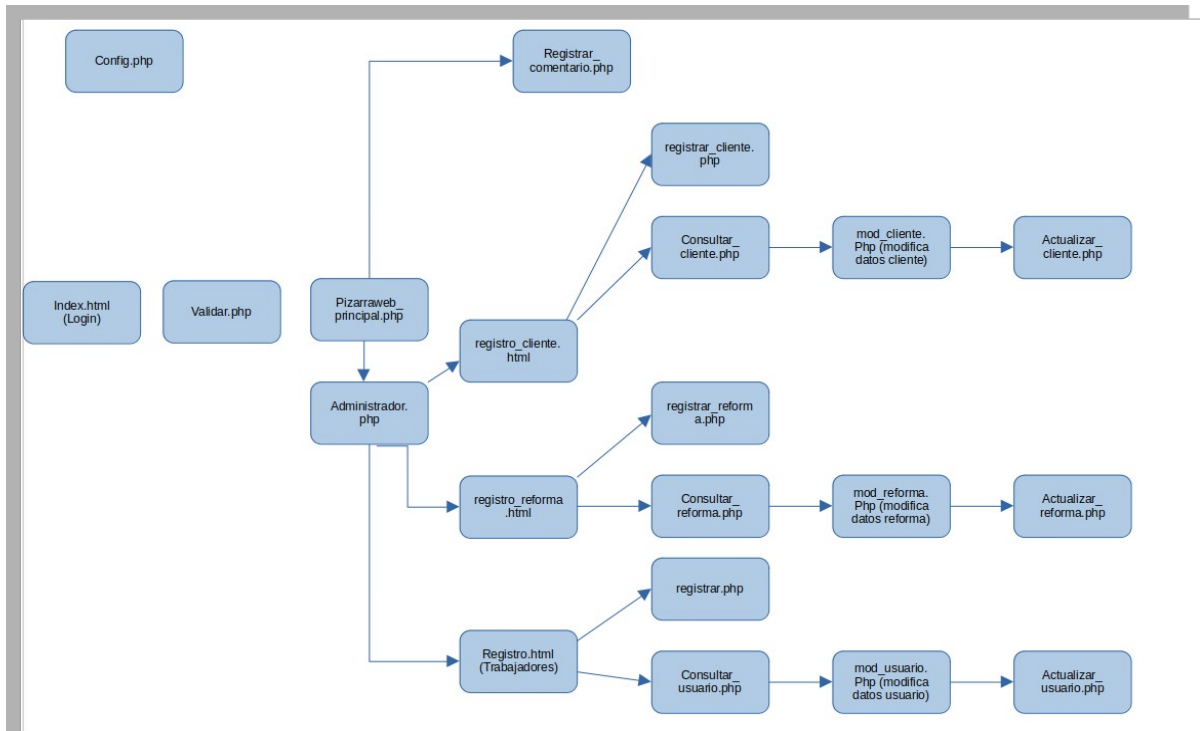 Config.php
Registrar_
comentario.php
registrar_cliente.
php
Consultar_
cliente.php
mod_cliente.
Php (modifica
datos cliente)
Actualizar_
cliente.php
Index.html
(Login)
Validar.php
Pizarraweb_
principal.php
registro_cliente.
html
Administrador.
php
registrar_reform
a.php
registro_reforma
.html
Consultar_
reforma.php
mod_reforma.
Php (modifica
datos reforma)
Actualizar_
reforma.php
registrar.php
Registro.html
(Trabajadores)
Consultar_
usuario.php
mod_usuario.
Php (modifica
datos usuario)
Actualizar_
usuario.php